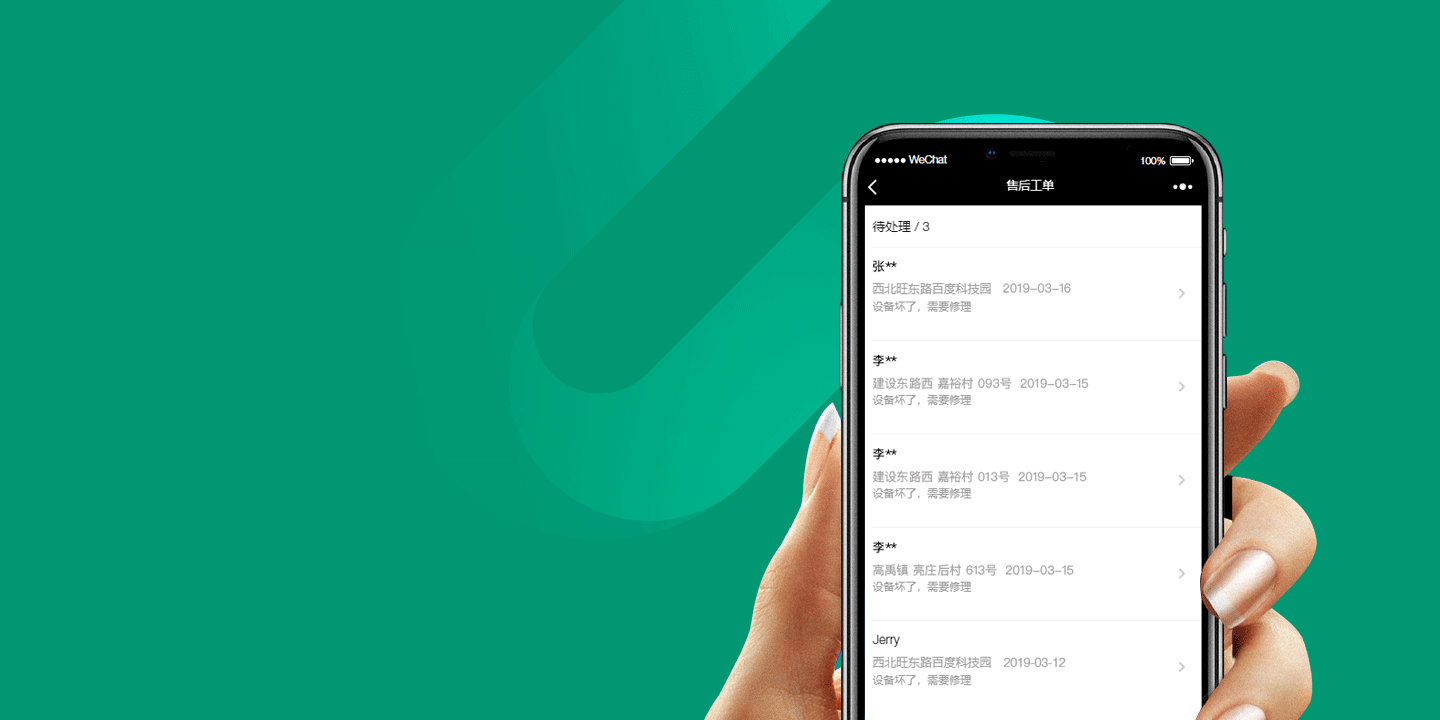 WeChat 100%
售后工单
待处理 / 3
张**
西北旺东路百度科技园 2019-03-16
设备坏了，需要修理
李**
建设东路西 嘉裕村 093号 2019-03-15
设备坏了，需要修理
李**
建设东路西 嘉裕村 013号 2019-03-15
设备坏了，需要修理
李**
高禹镇 亮庄后村 613号 2019-03-15
设备坏了，需要修理
Jerry
西北旺东路百度科技园 2019-03-12
设备坏了，需要修理